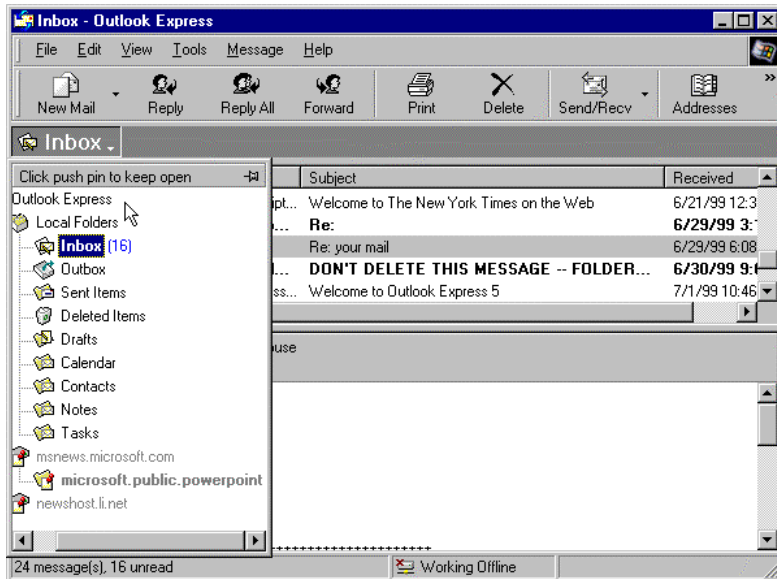 Inbox - Outlook Express
File Edit View Tools Message Help
New Mail Reply Reply All Forward Print Delete Send/Recv Addresses »
Inbox
Click push pin to keep open
Outlook Express
Local Folders
Inbox (16)
Outbox
Sent Items
Deleted Items
Drafts
Calendar
Contacts
Notes
Tasks
msnews.microsoft.com
microsoft.public.powerpoint
newshost.li.net
Subject Received
ipt... Welcome to The New York Times on the Web 6/21/99 12:3
... Re: 6/29/99 3:
Re: your mail 6/29/99 6:08
... DON'T DELETE THIS MESSAGE -- FOLDER... 6/30/99 9:
ss... Welcome to Outlook Express 5 7/1/99 10:46
use
++++++++++++++++++++++
24 message(s), 16 unread Working Offline